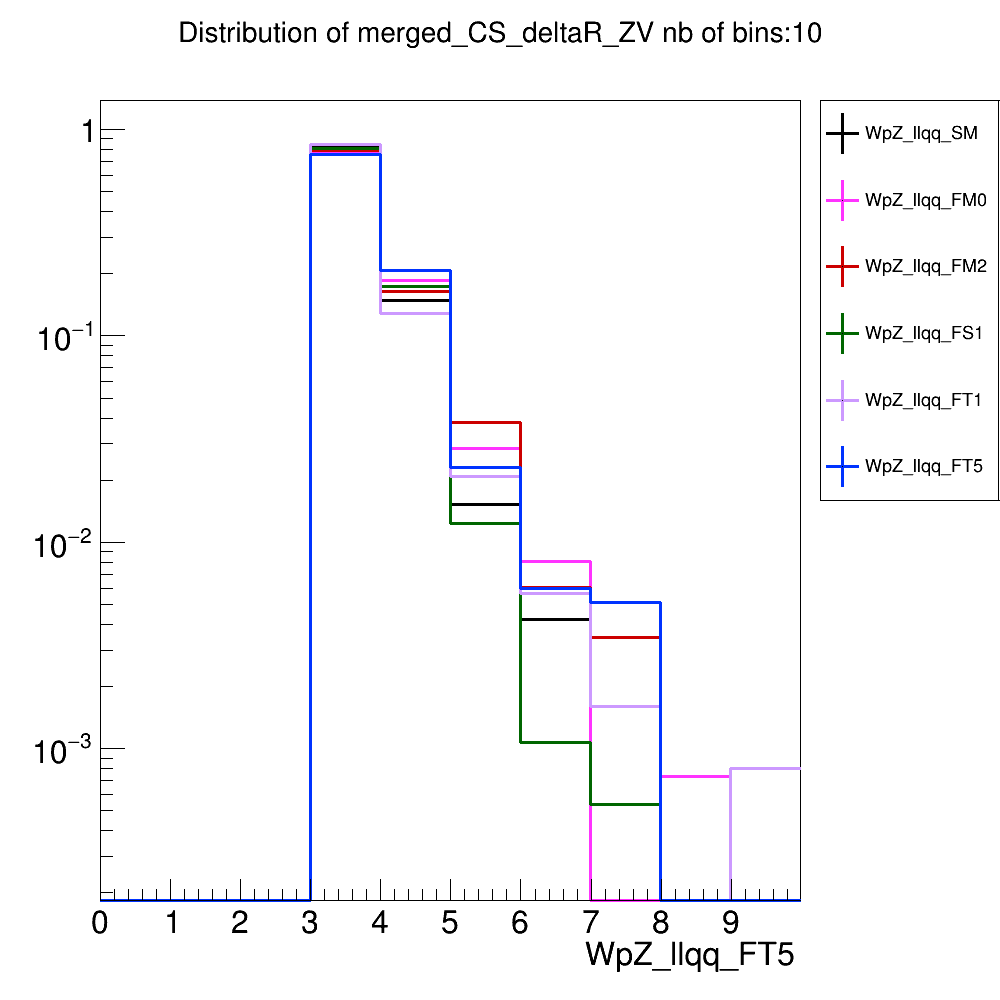 Distribution of merged_CS_deltaR_ZV nb of bins:10
1
10⁻¹
10⁻²
10⁻³
0 1 2 3 4 5 6 7 8 9
WpZ_llqq_FT5
WpZ_llqq_SM
WpZ_llqq_FM0
WpZ_llqq_FM2
WpZ_llqq_FS1
WpZ_llqq_FT1
WpZ_llqq_FT5